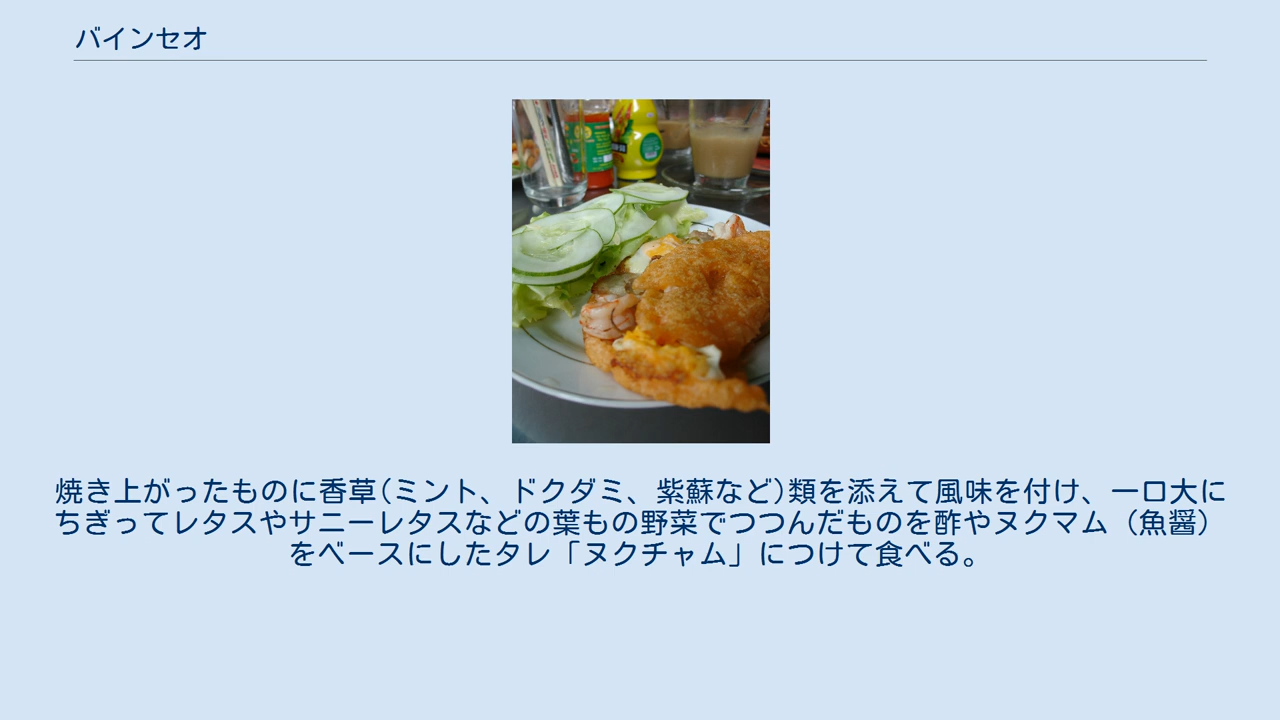 バインセオ
焼き上がったものに香草(ミント、ドクダミ、紫蘇など)類を添えて風味を付け、一口大に
ちぎってレタスやサニーレタスなどの葉もの野菜でつつんだものを酢やヌクマム（魚醤）
をベースにしたタレ「ヌクチャム」につけて食べる。